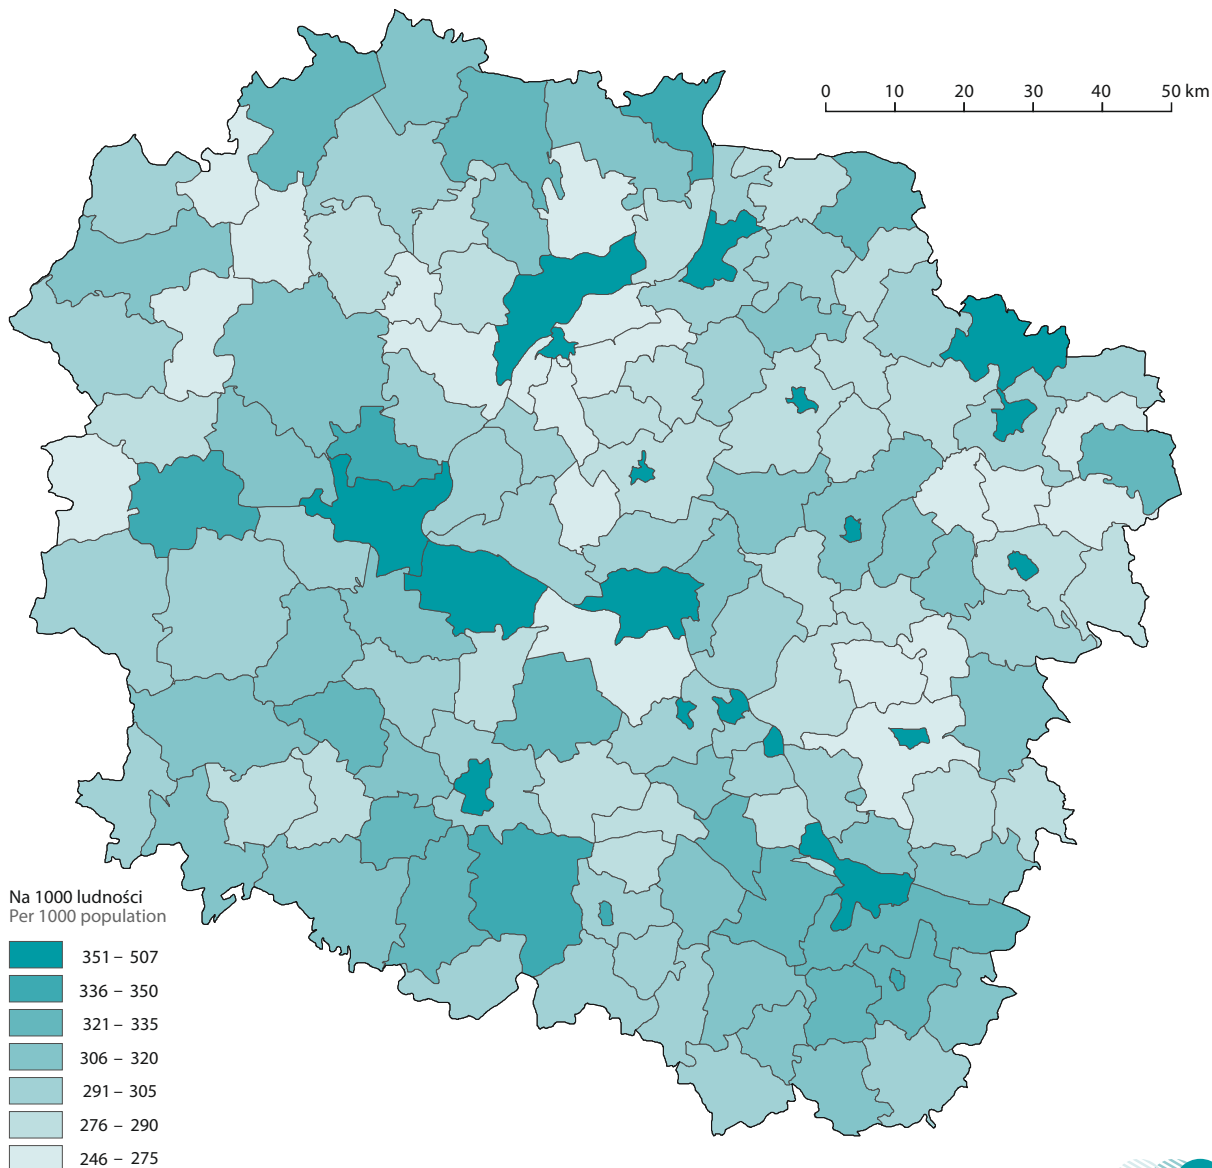 0 10 20 30 40 50 km
Na 1000 ludności
Per 1000 population
351 – 507
336 – 350
321 – 335
306 – 320
291 – 305
276 – 290
246 – 275